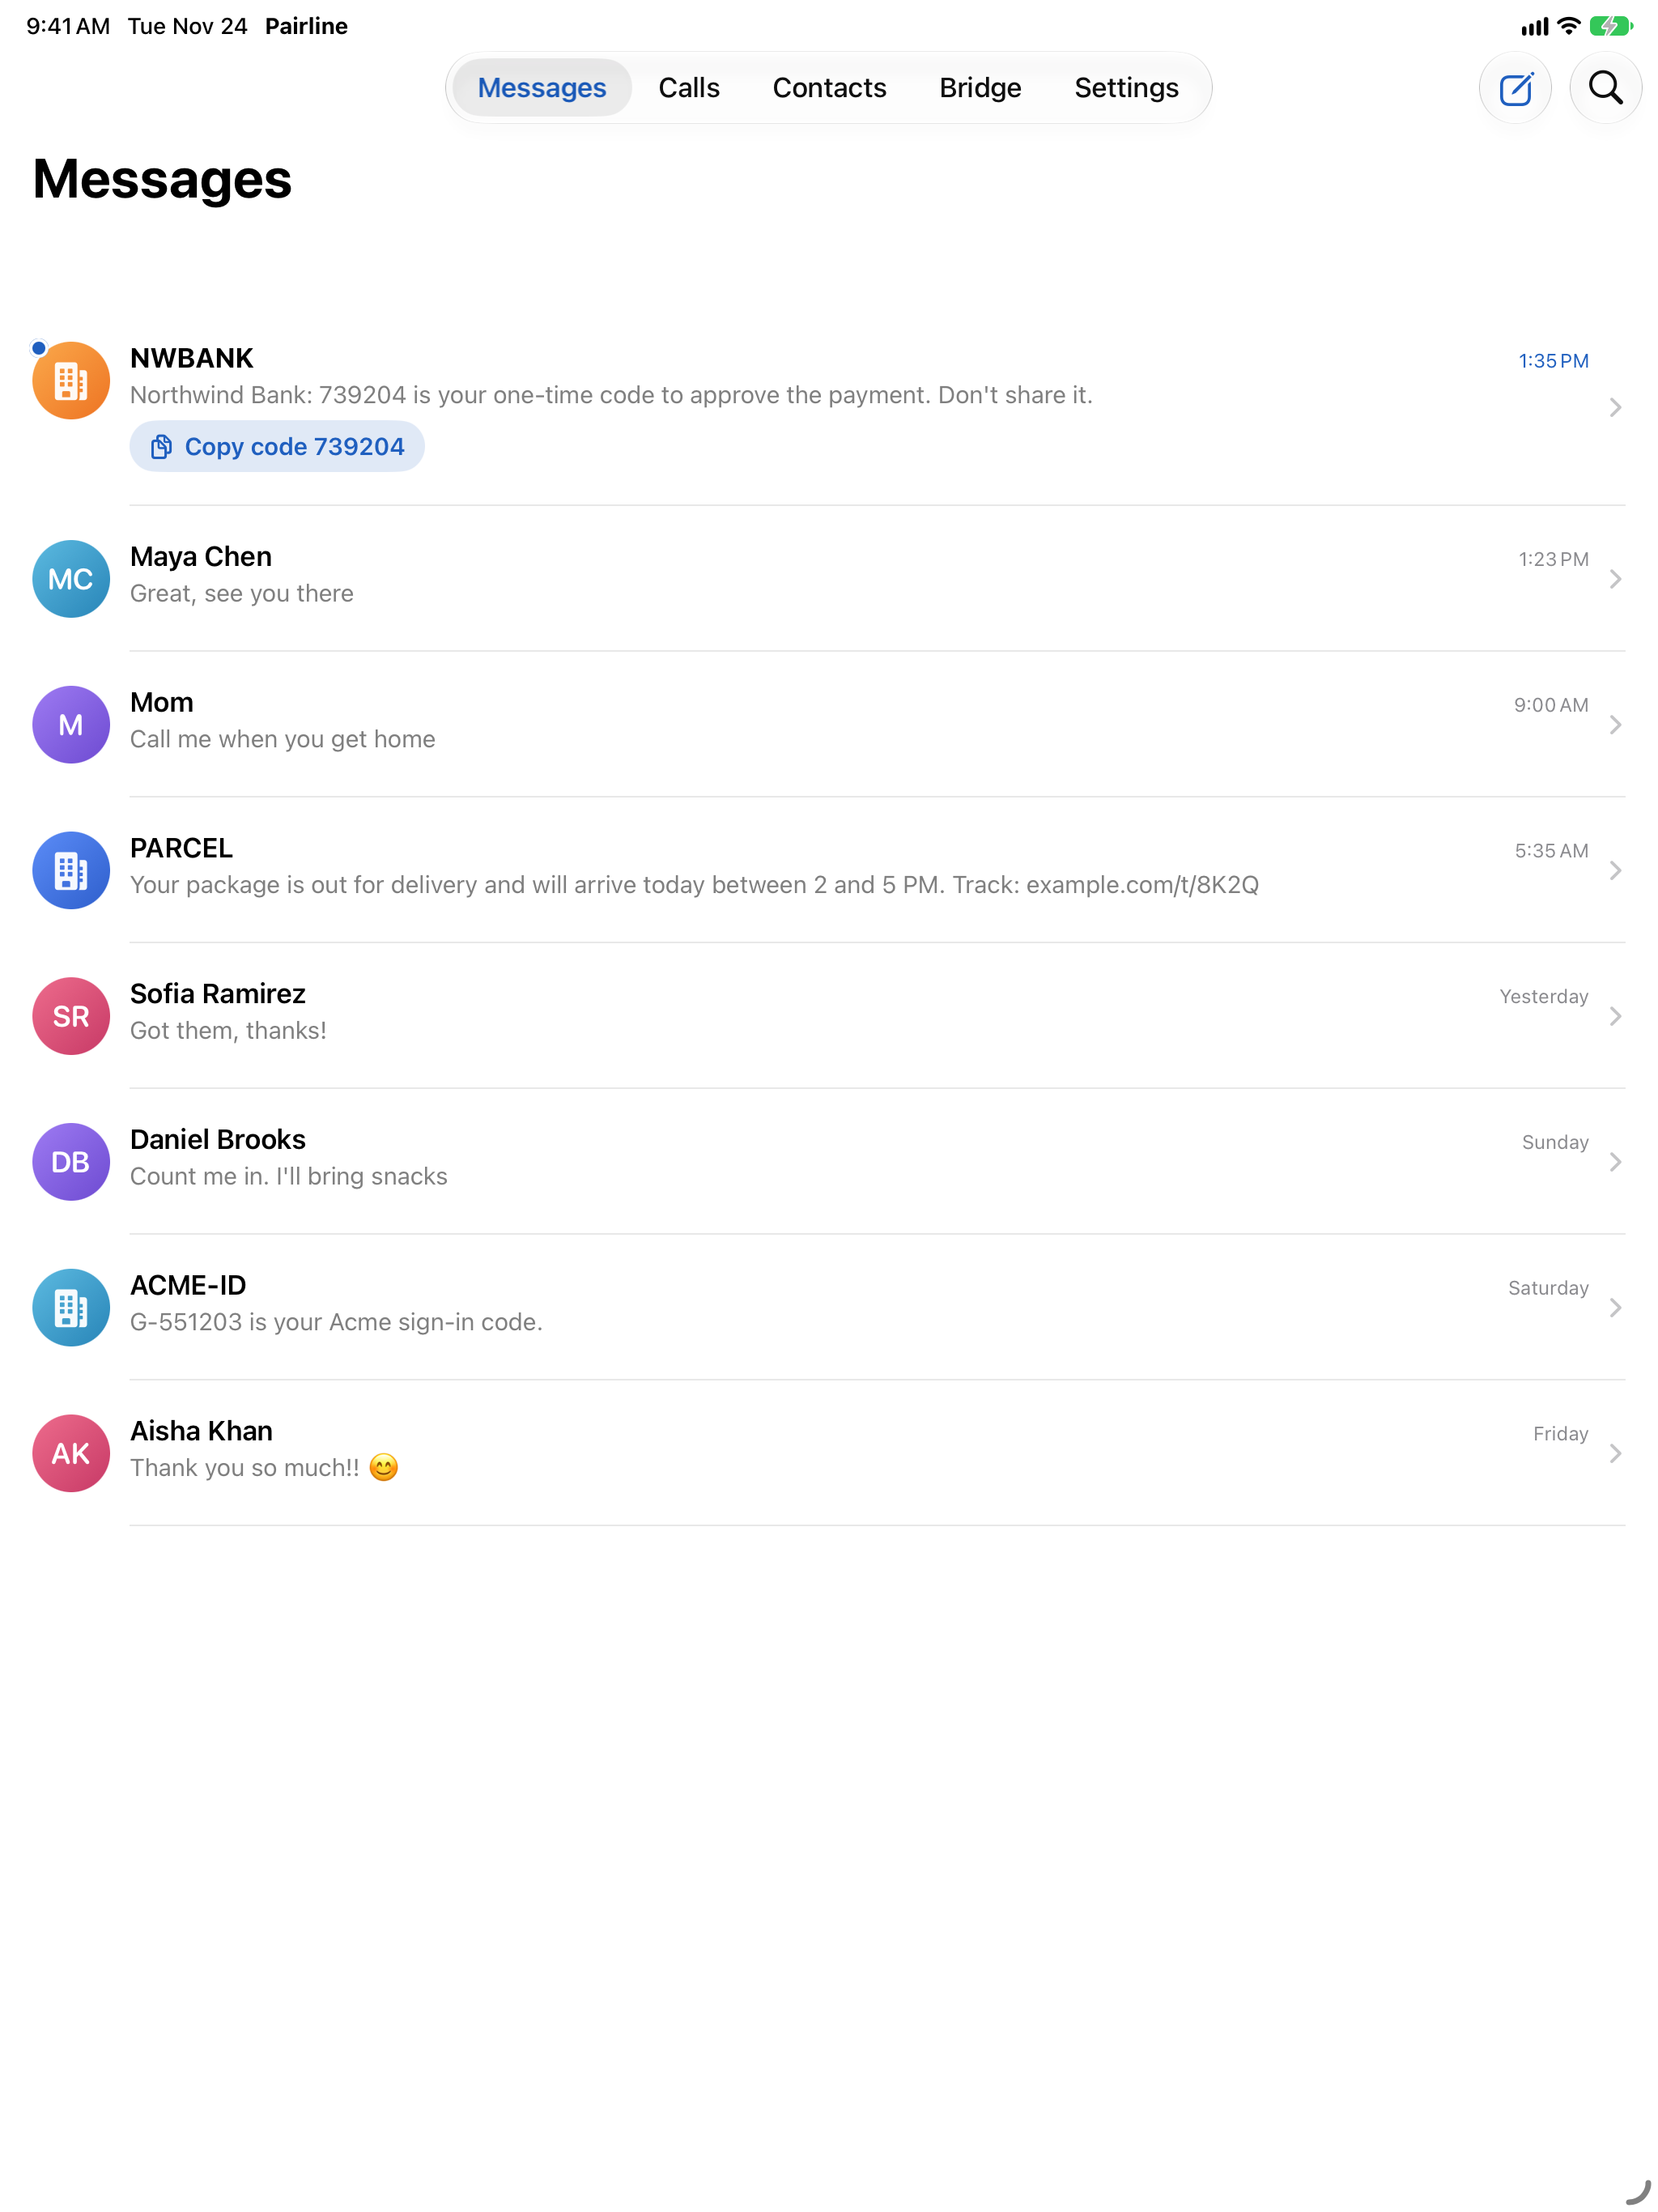 9:41 AM Tue Nov 24 Pairline
Messages Calls Contacts Bridge Settings
Messages
NWBANK 1:35 PM
Northwind Bank: 739204 is your one-time code to approve the payment. Don't share it.
Copy code 739204
MC Maya Chen 1:23 PM
Great, see you there
M Mom 9:00 AM
Call me when you get home
PARCEL 5:35 AM
Your package is out for delivery and will arrive today between 2 and 5 PM. Track: example.com/t/8K2Q
SR Sofia Ramirez Yesterday
Got them, thanks!
DB Daniel Brooks Sunday
Count me in. I'll bring snacks
ACME-ID Saturday
G-551203 is your Acme sign-in code.
AK Aisha Khan Friday
Thank you so much!! 😊